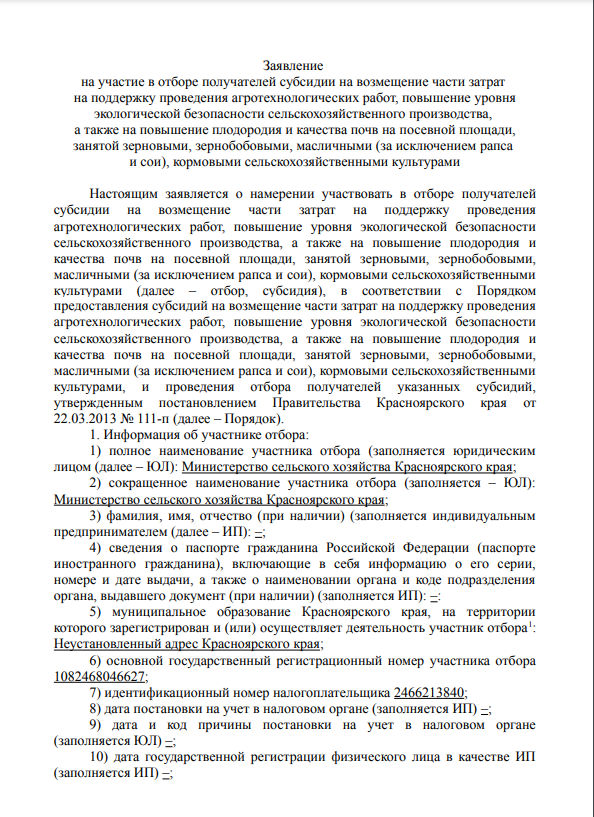 Заявление
на участие в отборе получателей субсидии на возмещение части затрат
на поддержку проведения агротехнологических работ, повышение уровня
экологической безопасности сельскохозяйственного производства,
а также на повышение плодородия и качества почв на посевной площади,
занятой зерновыми, зернобобовыми, масличными (за исключением рапса
и сои), кормовыми сельскохозяйственными культурами
Настоящим заявляется о намерении участвовать в отборе получателей
субсидии на возмещение части затрат на поддержку проведения
агротехнологических работ, повышение уровня экологической безопасности
сельскохозяйственного производства, а также на повышение плодородия и
качества почв на посевной площади, занятой зерновыми, зернобобовыми,
масличными (за исключением рапса и сои), кормовыми сельскохозяйственными
культурами (далее – отбор, субсидия), в соответствии с Порядком
предоставления субсидий на возмещение части затрат на поддержку проведения
агротехнологических работ, повышение уровня экологической безопасности
сельскохозяйственного производства, а также на повышение плодородия и
качества почв на посевной площади, занятой зерновыми, зернобобовыми,
масличными (за исключением рапса и сои), кормовыми сельскохозяйственными
культурами, и проведения отбора получателей указанных субсидий,
утвержденным постановлением Правительства Красноярского края от
22.03.2013 № 111-п (далее – Порядок).
1. Информация об участнике отбора:
1) полное наименование участника отбора (заполняется юридическим
лицом (далее – ЮЛ): Министерство сельского хозяйства Красноярского края;
2) сокращенное наименование участника отбора (заполняется – ЮЛ):
Министерство сельского хозяйства Красноярского края;
3) фамилия, имя, отчество (при наличии) (заполняется индивидуальным
предпринимателем (далее – ИП): –;
4) сведения о паспорте гражданина Российской Федерации (паспорте
иностранного гражданина), включающие в себя информацию о его серии,
номере и дате выдачи, а также о наименовании органа и коде подразделения
органа, выдавшего документ (при наличии) (заполняется ИП): –:
5) муниципальное образование Красноярского края, на территории
которого зарегистрирован и (или) осуществляет деятельность участник отбора¹:
Неустановленный адрес Красноярского края;
6) основной государственный регистрационный номер участника отбора
1082468046627;
7) идентификационный номер налогоплательщика 2466213840;
8) дата постановки на учет в налоговом органе (заполняется ИП) –;
9) дата и код причины постановки на учет в налоговом органе
(заполняется ЮЛ) –;
10) дата государственной регистрации физического лица в качестве ИП
(заполняется ИП) –;